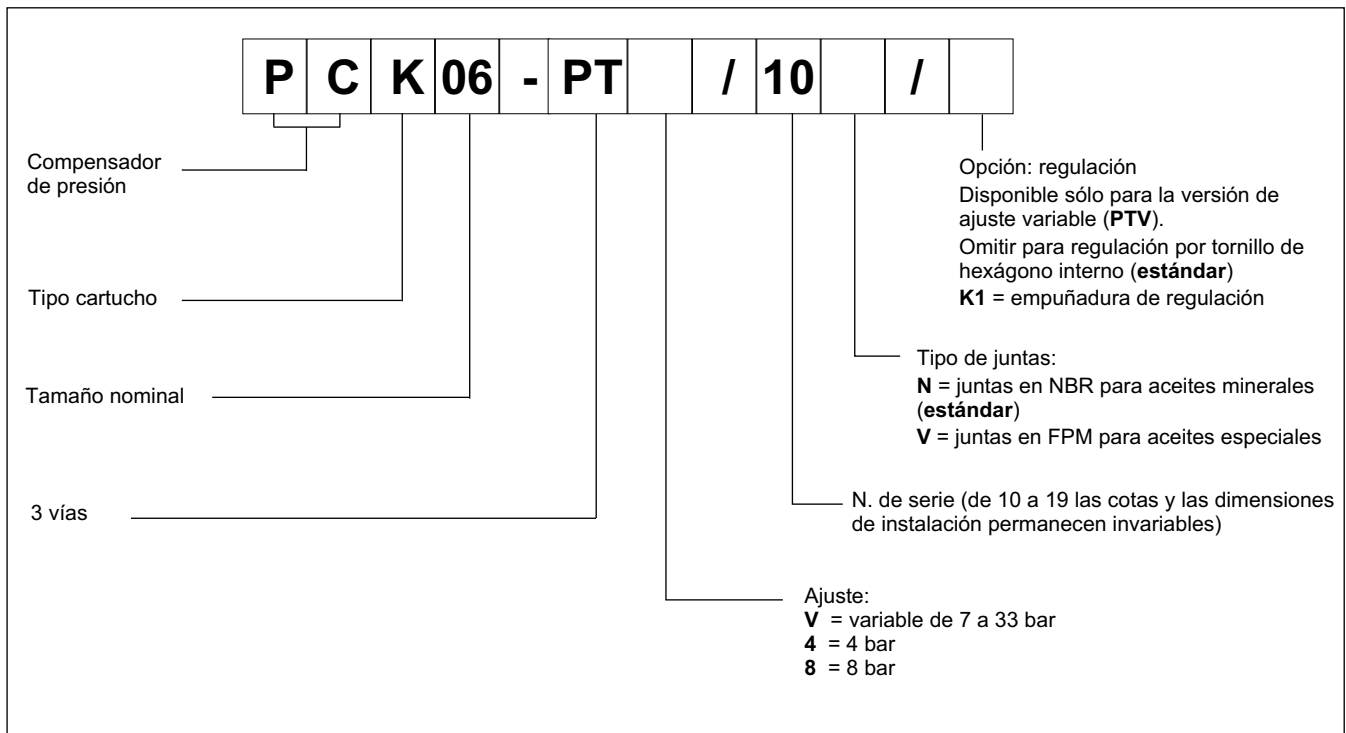 PCK06-PT / 10 /
Compensador
de presión
Tipo cartucho
Tamaño nominal
3 vías
Opción: regulación
Disponible sólo para la versión de
ajuste variable (PTV).
Omitir para regulación por tornillo de
hexágono interno (estándar)
K1 = empuñadura de regulación
Tipo de juntas:
N = juntas en NBR para aceites minerales
(estándar)
V = juntas en FPM para aceites especiales
N. de serie (de 10 a 19 las cotas y las dimensiones
de instalación permanecen invariables)
Ajuste:
V = variable de 7 a 33 bar
4 = 4 bar
8 = 8 bar